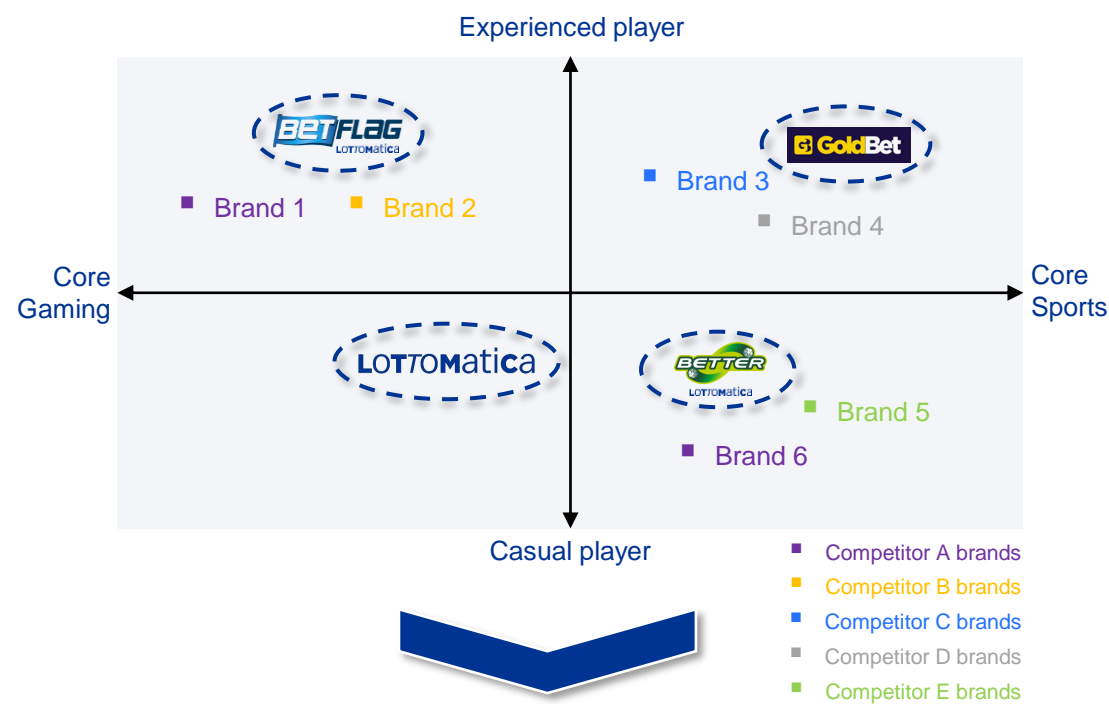 Experienced player
BETFLAG
LOTTOMATICA
GoldBet
Brand 3
Brand 1
Brand 2
Brand 4
Core
Gaming
Core
Sports
LOTTOMATICA
BETTER
LOTTOMATICA
Brand 5
Brand 6
Casual player
Competitor A brands
Competitor B brands
Competitor C brands
Competitor D brands
Competitor E brands